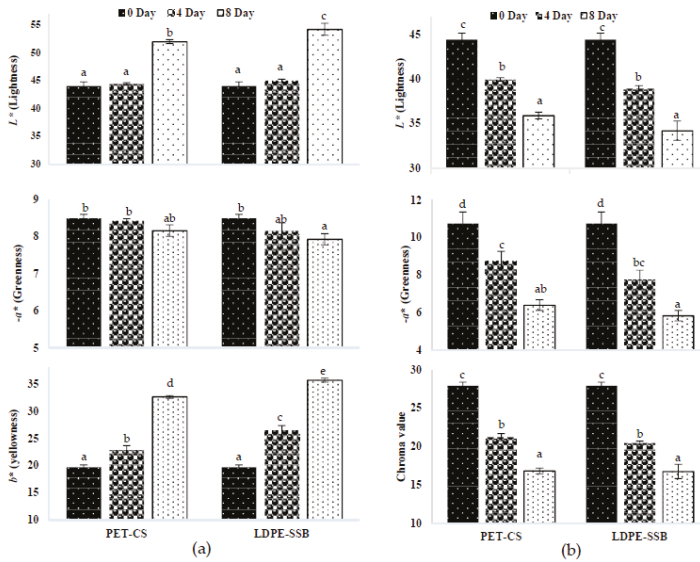 0 Day 4 Day 8 Day
L* (Lightness)
55
50
45
40
35
30
a a b a a c
-a* (Greenness)
9
8
7
6
5
b b ab b ab a
b* (yellowness)
35
30
25
20
15
10
a b d a c e
PET-CS LDPE-SSB
(a)
0 Day 4 Day 8 Day
L* (Lightness)
45
40
35
30
c b a c b a
-a* (Greenness)
12
10
8
6
4
d c ab d bc a
Chroma value
30
25
20
15
10
c b a c b a
PET-CS LDPE-SSB
(b)